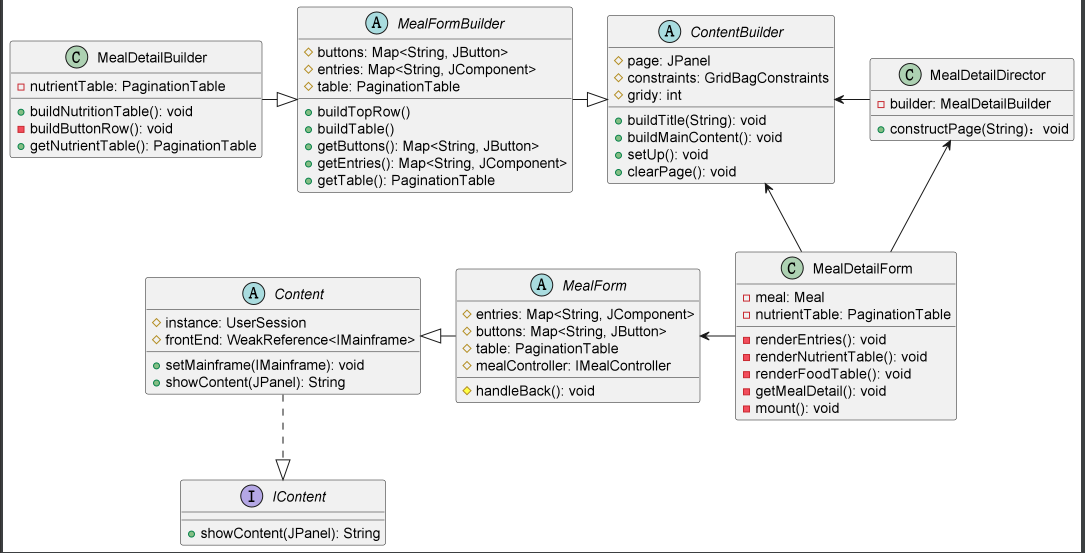 C MealDetailBuilder
nutrientTable: PaginationTable
buildNutritionTable(): void
buildButtonRow(): void
getNutrientTable(): PaginationTable
A MealFormBuilder
buttons: Map<String, JButton>
entries: Map<String, JComponent>
table: PaginationTable
buildTopRow()
buildTable()
getButtons(): Map<String, JButton>
getEntries(): Map<String, JComponent>
getTable(): PaginationTable
A ContentBuilder
page: JPanel
constraints: GridBagConstraints
gridy: int
buildTitle(String): void
buildMainContent(): void
setUp(): void
clearPage(): void
C MealDetailDirector
builder: MealDetailBuilder
constructPage(String)：void
A Content
instance: UserSession
frontEnd: WeakReference<IMainframe>
setMainframe(IMainframe): void
showContent(JPanel): String
A MealForm
entries: Map<String, JComponent>
buttons: Map<String, JButton>
table: PaginationTable
mealController: IMealController
handleBack(): void
C MealDetailForm
meal: Meal
nutrientTable: PaginationTable
renderEntries(): void
renderNutrientTable(): void
renderFoodTable(): void
getMealDetail(): void
mount(): void
I IContent
showContent(JPanel): String